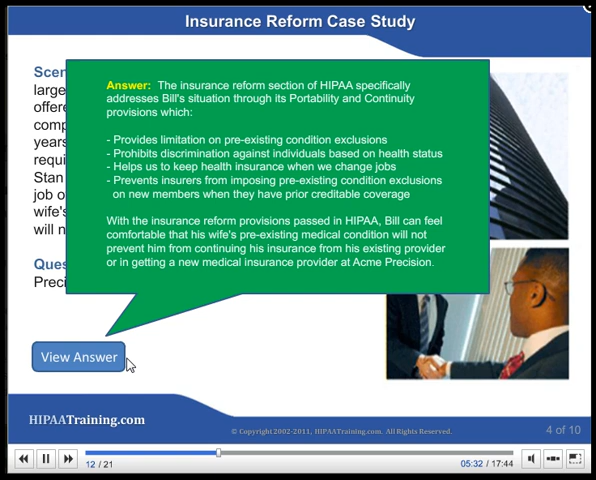 Insurance Reform Case Study
Scen
large
offere
comp
years
requi
Stan
job o
wife's
will n
Ques
Preci
Answer: The insurance reform section of HIPAA specifically
addresses Bill's situation through its Portability and Continuity
provisions which:
- Provides limitation on pre-existing condition exclusions
- Prohibits discrimination against individuals based on health status
- Helps us to keep health insurance when we change jobs
- Prevents insurers from imposing pre-existing condition exclusions
on new members when they have prior creditable coverage
With the insurance reform provisions passed in HIPAA, Bill can feel
comfortable that his wife's pre-existing medical condition will not
prevent him from continuing his insurance from his existing provider
or in getting a new medical insurance provider at Acme Precision.
View Answer
HIPAATraining.com
© Copyright 2002-2011, HIPAATraining.com. All Rights Reserved.
4 of 10
12 / 21
05:32 / 17:44